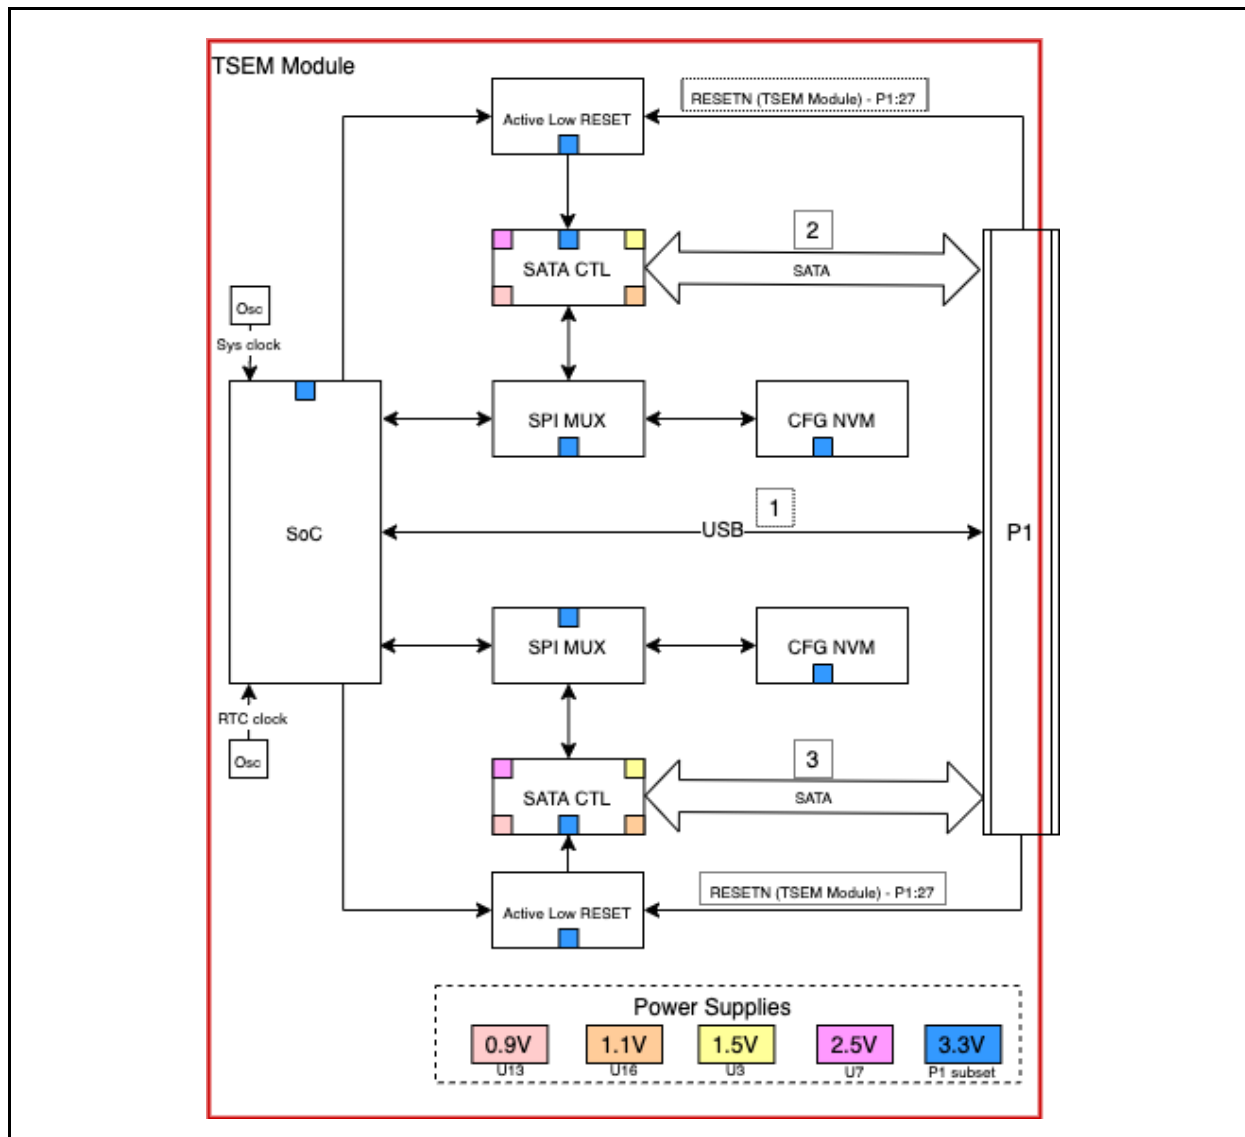 TSEM Module
RESETN (TSEM Module) - P1:27
Active Low RESET
2
SATA CTL
SATA
Osc
Sys clock
SPI MUX
CFG NVM
1
SoC
USB
P1
SPI MUX
CFG NVM
RTC clock
Osc
3
SATA CTL
SATA
RESETN (TSEM Module) - P1:27
Active Low RESET
Power Supplies
0.9V
1.1V
1.5V
2.5V
3.3V
U13
U16
U3
U7
P1 subset